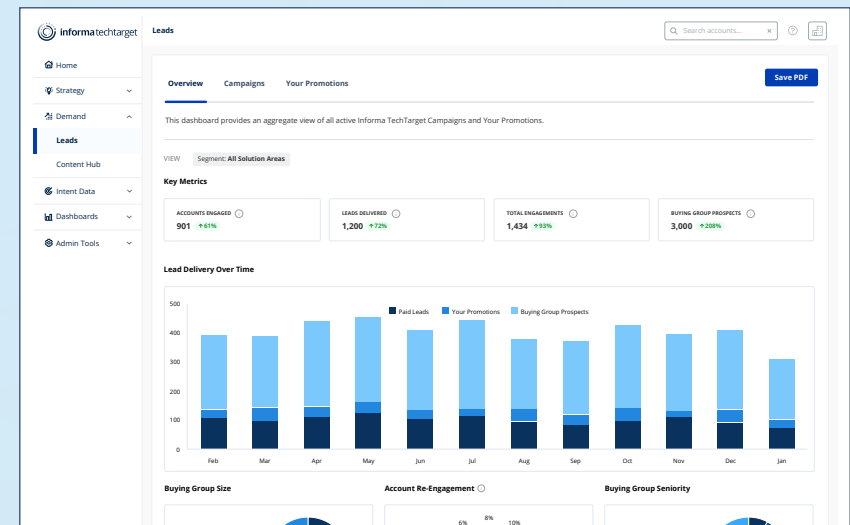 informatechtarget
Leads
Search accounts...
Home
Strategy
Demand
Leads
Content Hub
Intent Data
Dashboards
Admin Tools
Overview Campaigns Your Promotions
Save PDF
This dashboard provides an aggregate view of all active Informa TechTarget Campaigns and Your Promotions.
VIEW Segment: All Solution Areas
Key Metrics
ACCOUNTS ENGAGED
901 ↑61%
LEADS DELIVERED
1,200 ↑72%
TOTAL ENGAGEMENTS
1,434 ↑93%
BUYING GROUP PROSPECTS
3,000 ↑208%
Lead Delivery Over Time
Paid Leads Your Promotions Buying Group Prospects
500
400
300
200
100
0
Feb Mar Apr May Jun Jul Aug Sep Oct Nov Dec Jan
Buying Group Size
Account Re-Engagement
6% 8% 10%
Buying Group Seniority